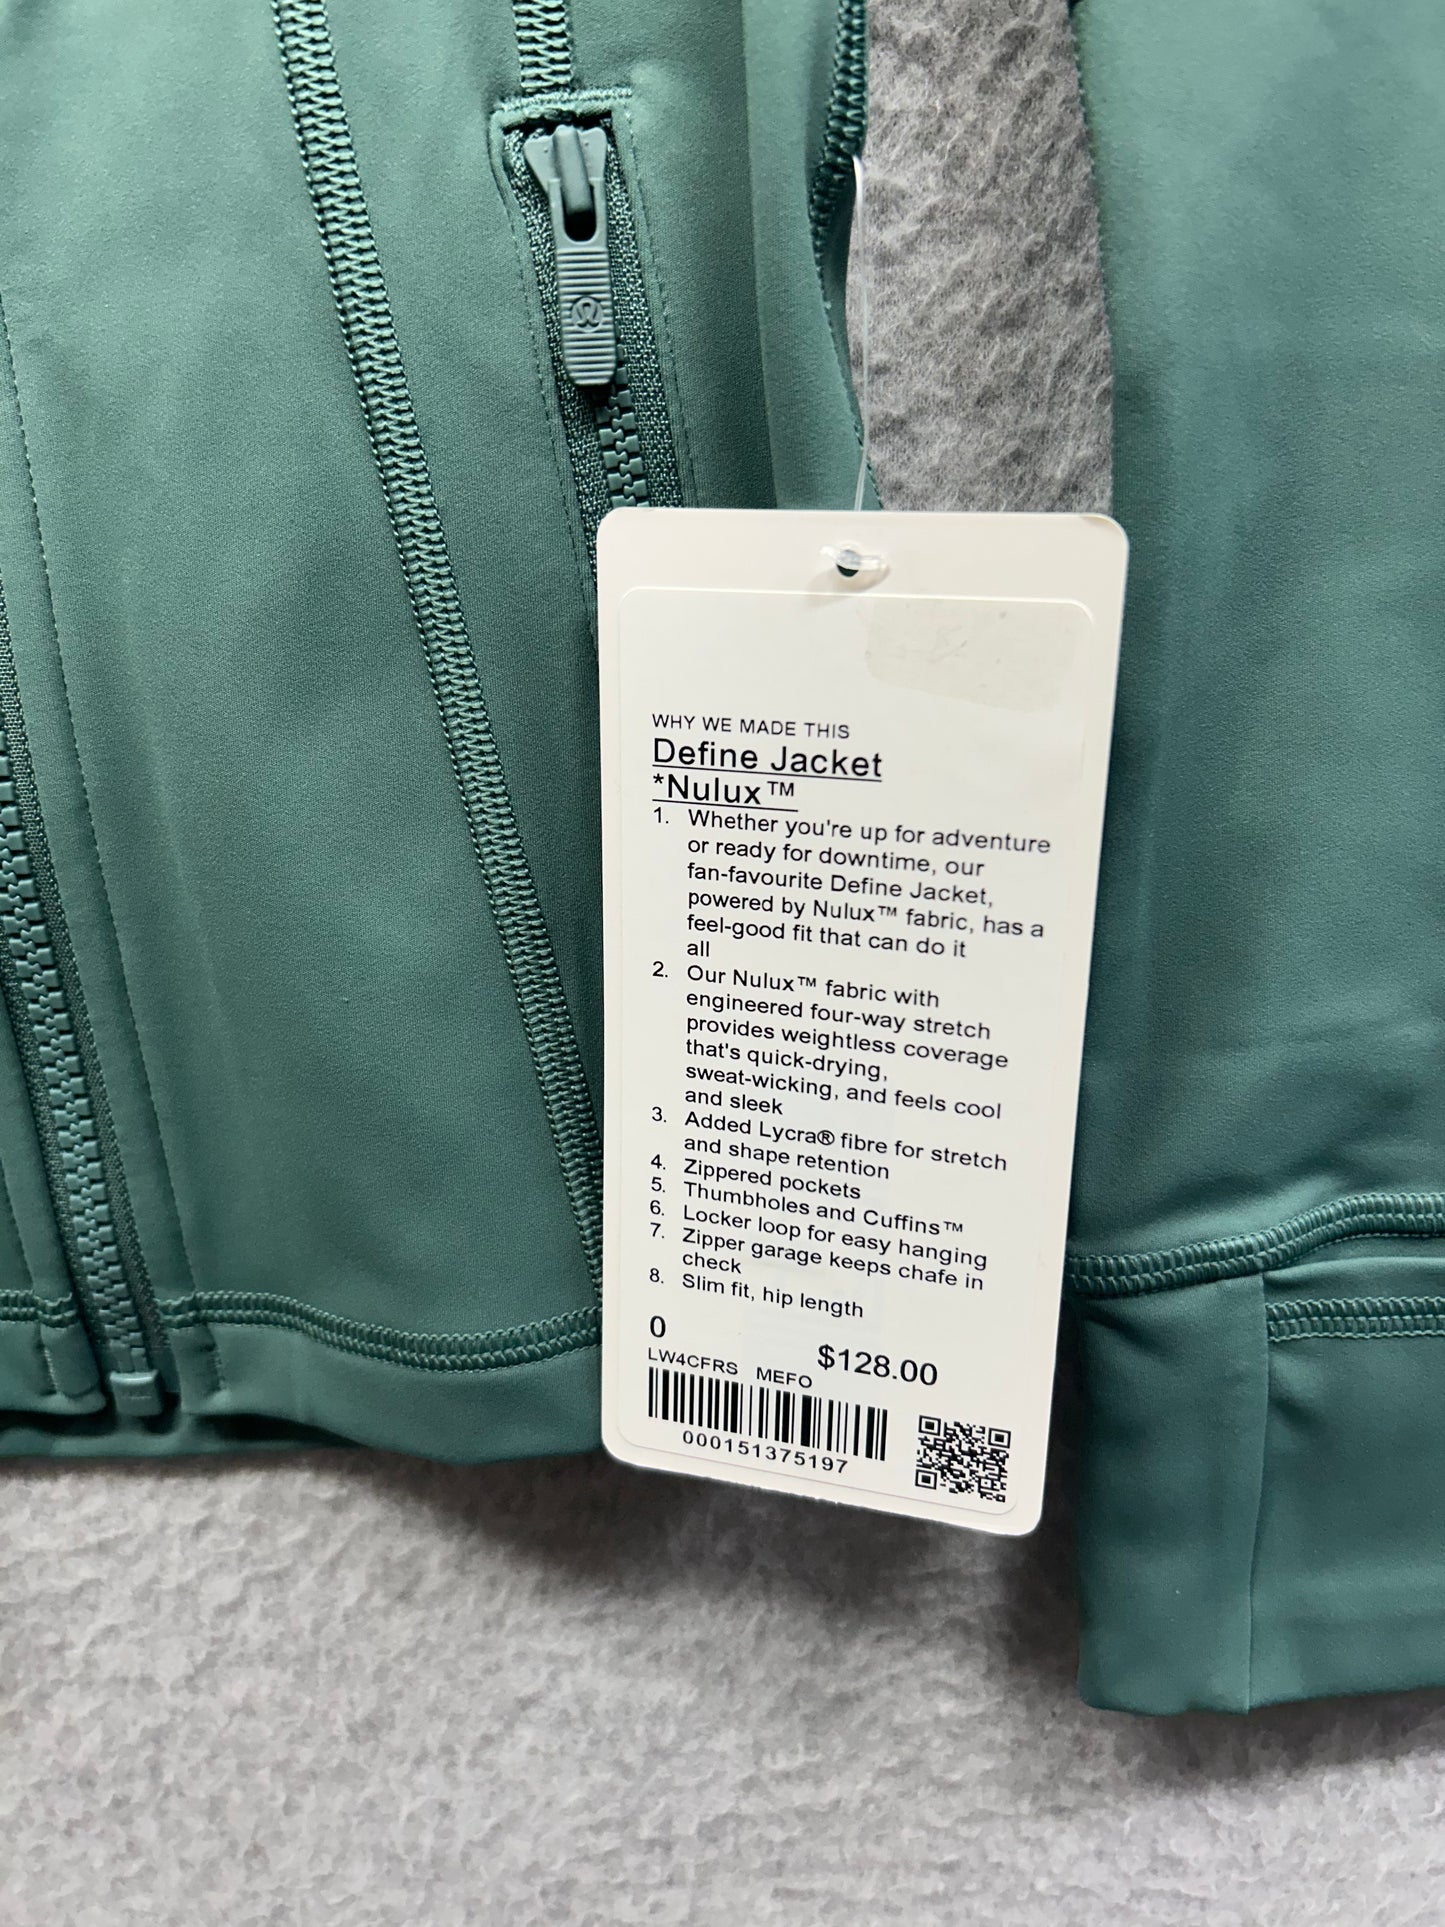 WHY WE MADE THIS
Define Jacket
*Nulux™
1. Whether you're up for adventure
or ready for downtime, our
fan-favourite Define Jacket,
powered by Nulux™ fabric, has a
feel-good fit that can do it
all
2. Our Nulux™ fabric with
engineered four-way stretch
provides weightless coverage
that's quick-drying,
sweat-wicking, and feels cool
and sleek
3. Added Lycra® fibre for stretch
and shape retention
4. Zippered pockets
5. Thumbholes and Cuffins™
6. Locker loop for easy hanging
7. Zipper garage keeps chafe in
check
8. Slim fit, hip length
0 $128.00
LW4CFRS MEFO
000151375197